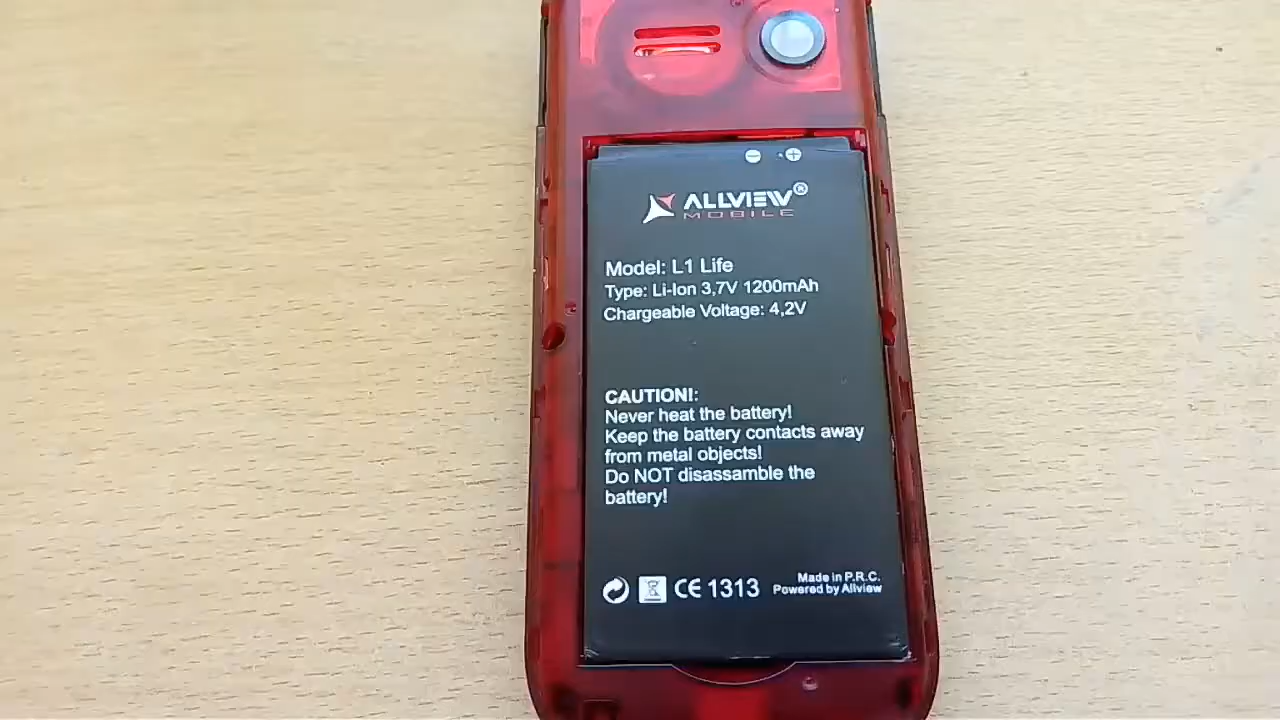 ALLVIEW®
MOBILE
Model: L1 Life
Type: Li-Ion 3,7V 1200mAh
Chargeable Voltage: 4,2V
CAUTION!:
Never heat the battery!
Keep the battery contacts away
from metal objects!
Do NOT disassamble the
battery!
CE 1313
Made in P.R.C.
Powered by Allview